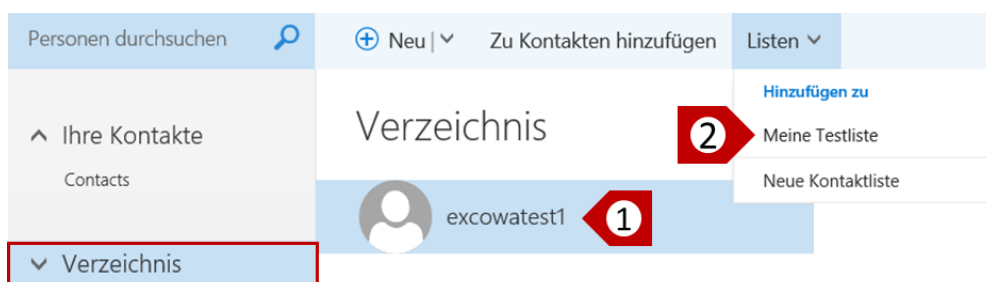 Personen durchsuchen
Neu
Zu Kontakten hinzufügen
Listen
Hinzufügen zu
Meine Testliste
Neue Kontaktliste
Ihre Kontakte
Contacts
Verzeichnis
Verzeichnis
excowatest1
1
2